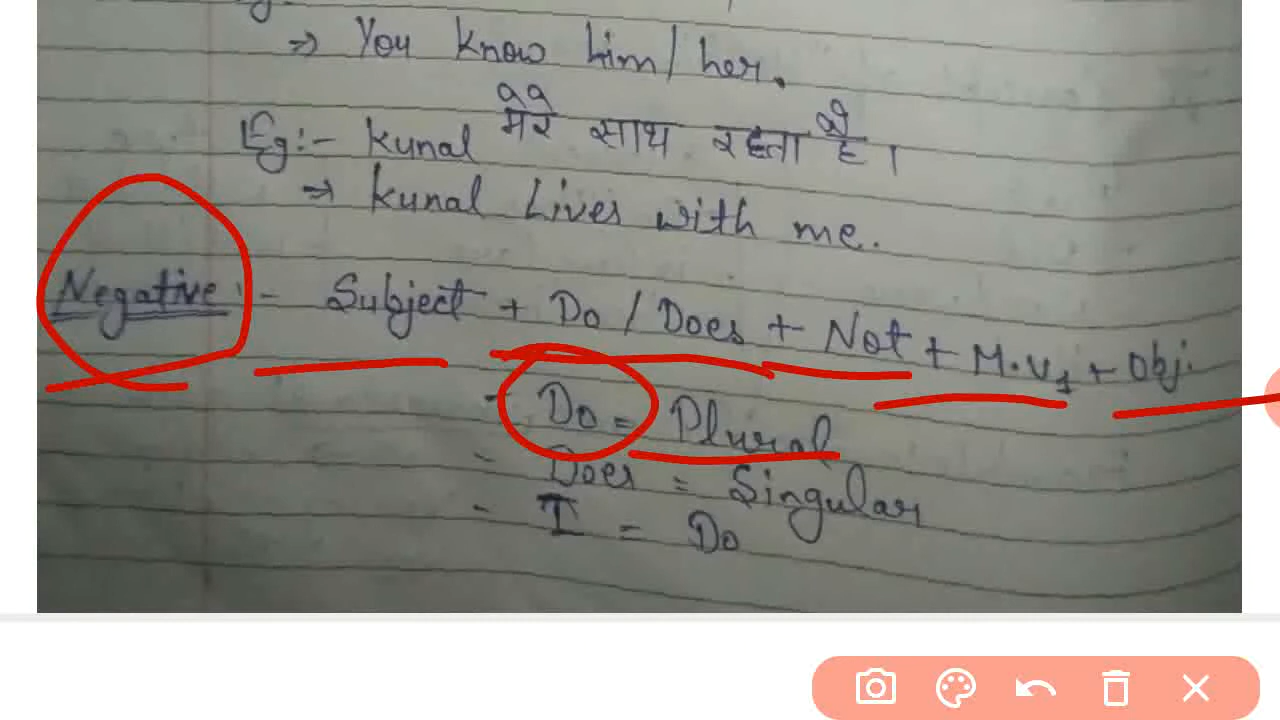 ⇒ You know him/her.
Eg:- Kunal मेरे साथ रहता है।
⇒ Kunal Lives with me.
Negative:- Subject + Do / Does + Not + M.V1 + Obj.
- Do = Plural
- Does = Singular
- I = Do